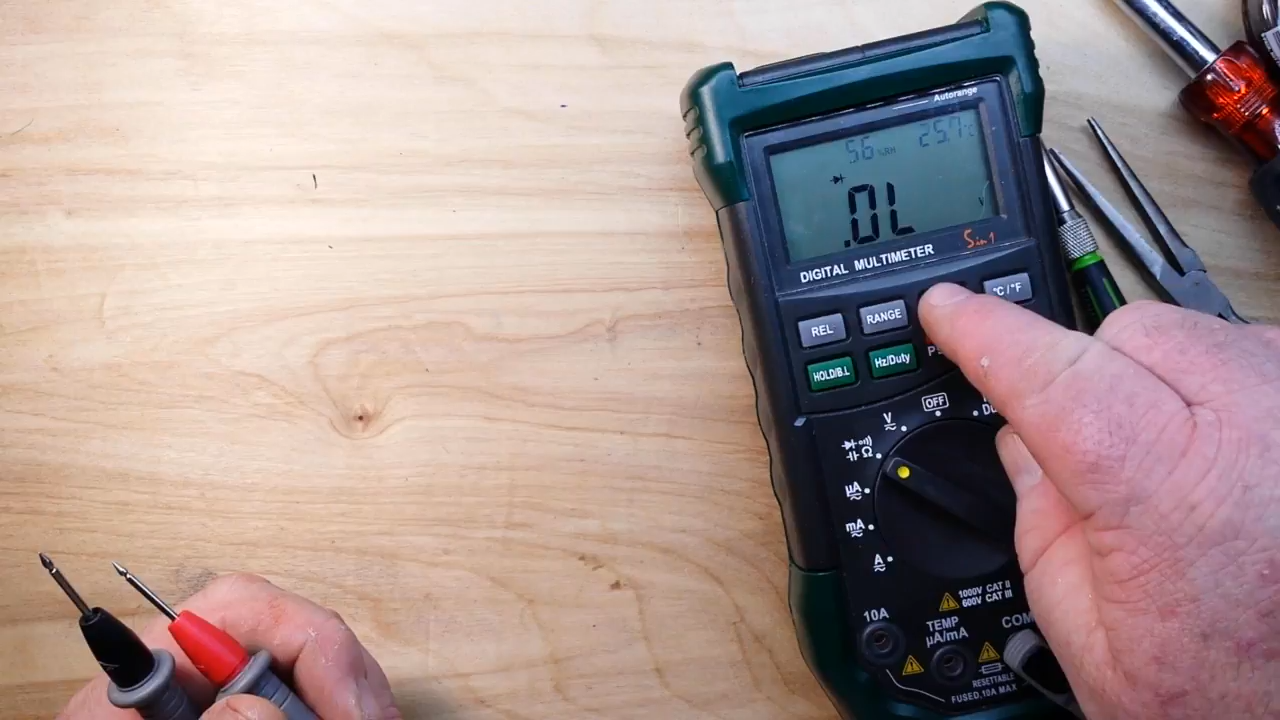 Autorange
56 %RH 25.7 °C
.0L V
DIGITAL MULTIMETER 5 in 1
REL RANGE °C / °F
HOLD/B.L Hz/Duty
OFF
V
Ω
µA
mA
A
1000V CAT II
600V CAT III
10A
TEMP
µA/mA
COM
RESETTABLE
FUSED,10A MAX